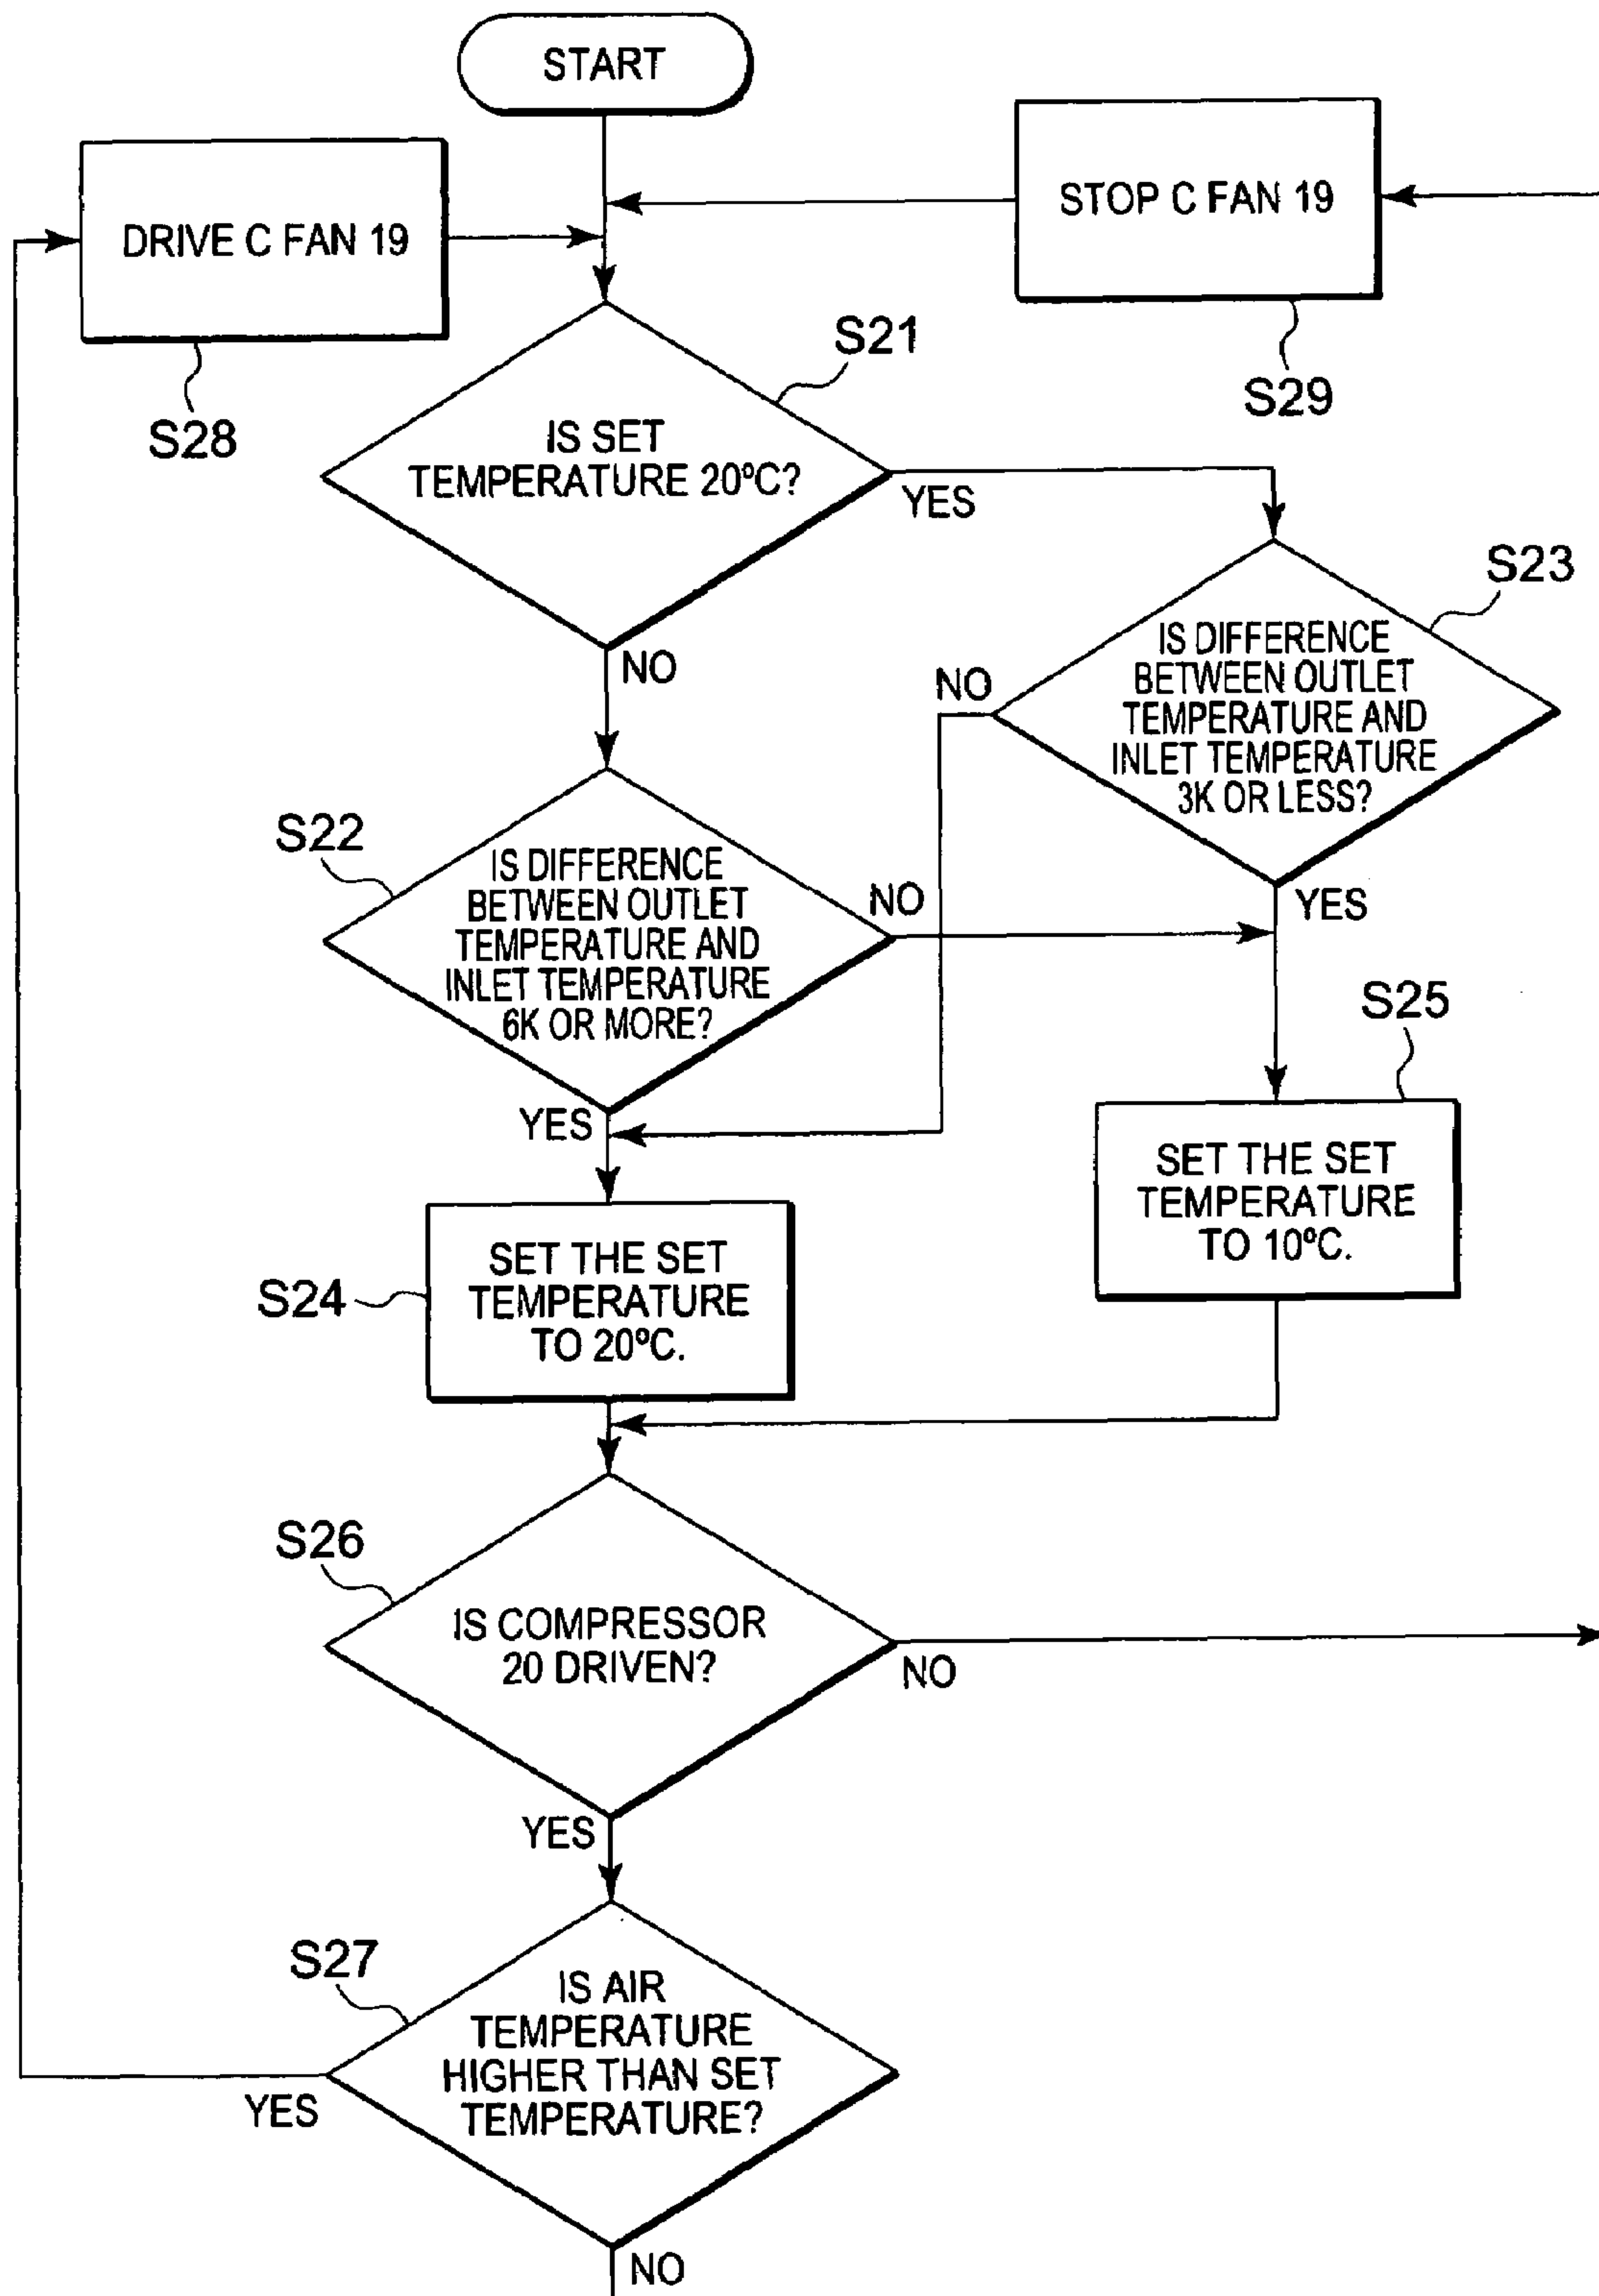 START
DRIVE C FAN 19
S28
STOP C FAN 19
S29
S21
IS SET
TEMPERATURE 20ºC?
YES
NO
S23
IS DIFFERENCE
BETWEEN OUTLET
TEMPERATURE AND
INLET TEMPERATURE
3K OR LESS?
NO
YES
S22
IS DIFFERENCE
BETWEEN OUTLET
TEMPERATURE AND
INLET TEMPERATURE
6K OR MORE?
NO
YES
S25
SET THE SET
TEMPERATURE
TO 10ºC.
S24
SET THE SET
TEMPERATURE
TO 20ºC.
S26
IS COMPRESSOR
20 DRIVEN?
NO
YES
S27
IS AIR
TEMPERATURE
HIGHER THAN SET
TEMPERATURE?
YES
NO